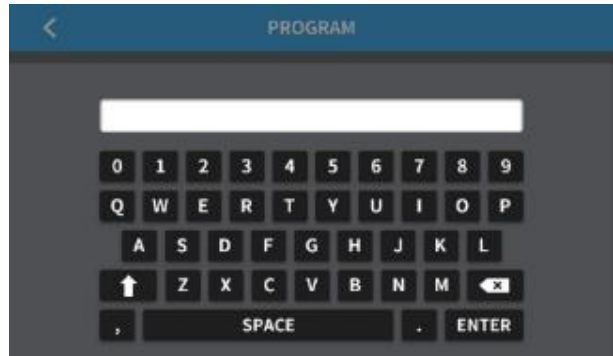 PROGRAM
0 1 2 3 4 5 6 7 8 9
Q W E R T Y U I O P
A S D F G H J K L
Z X C V B N M
, SPACE . ENTER